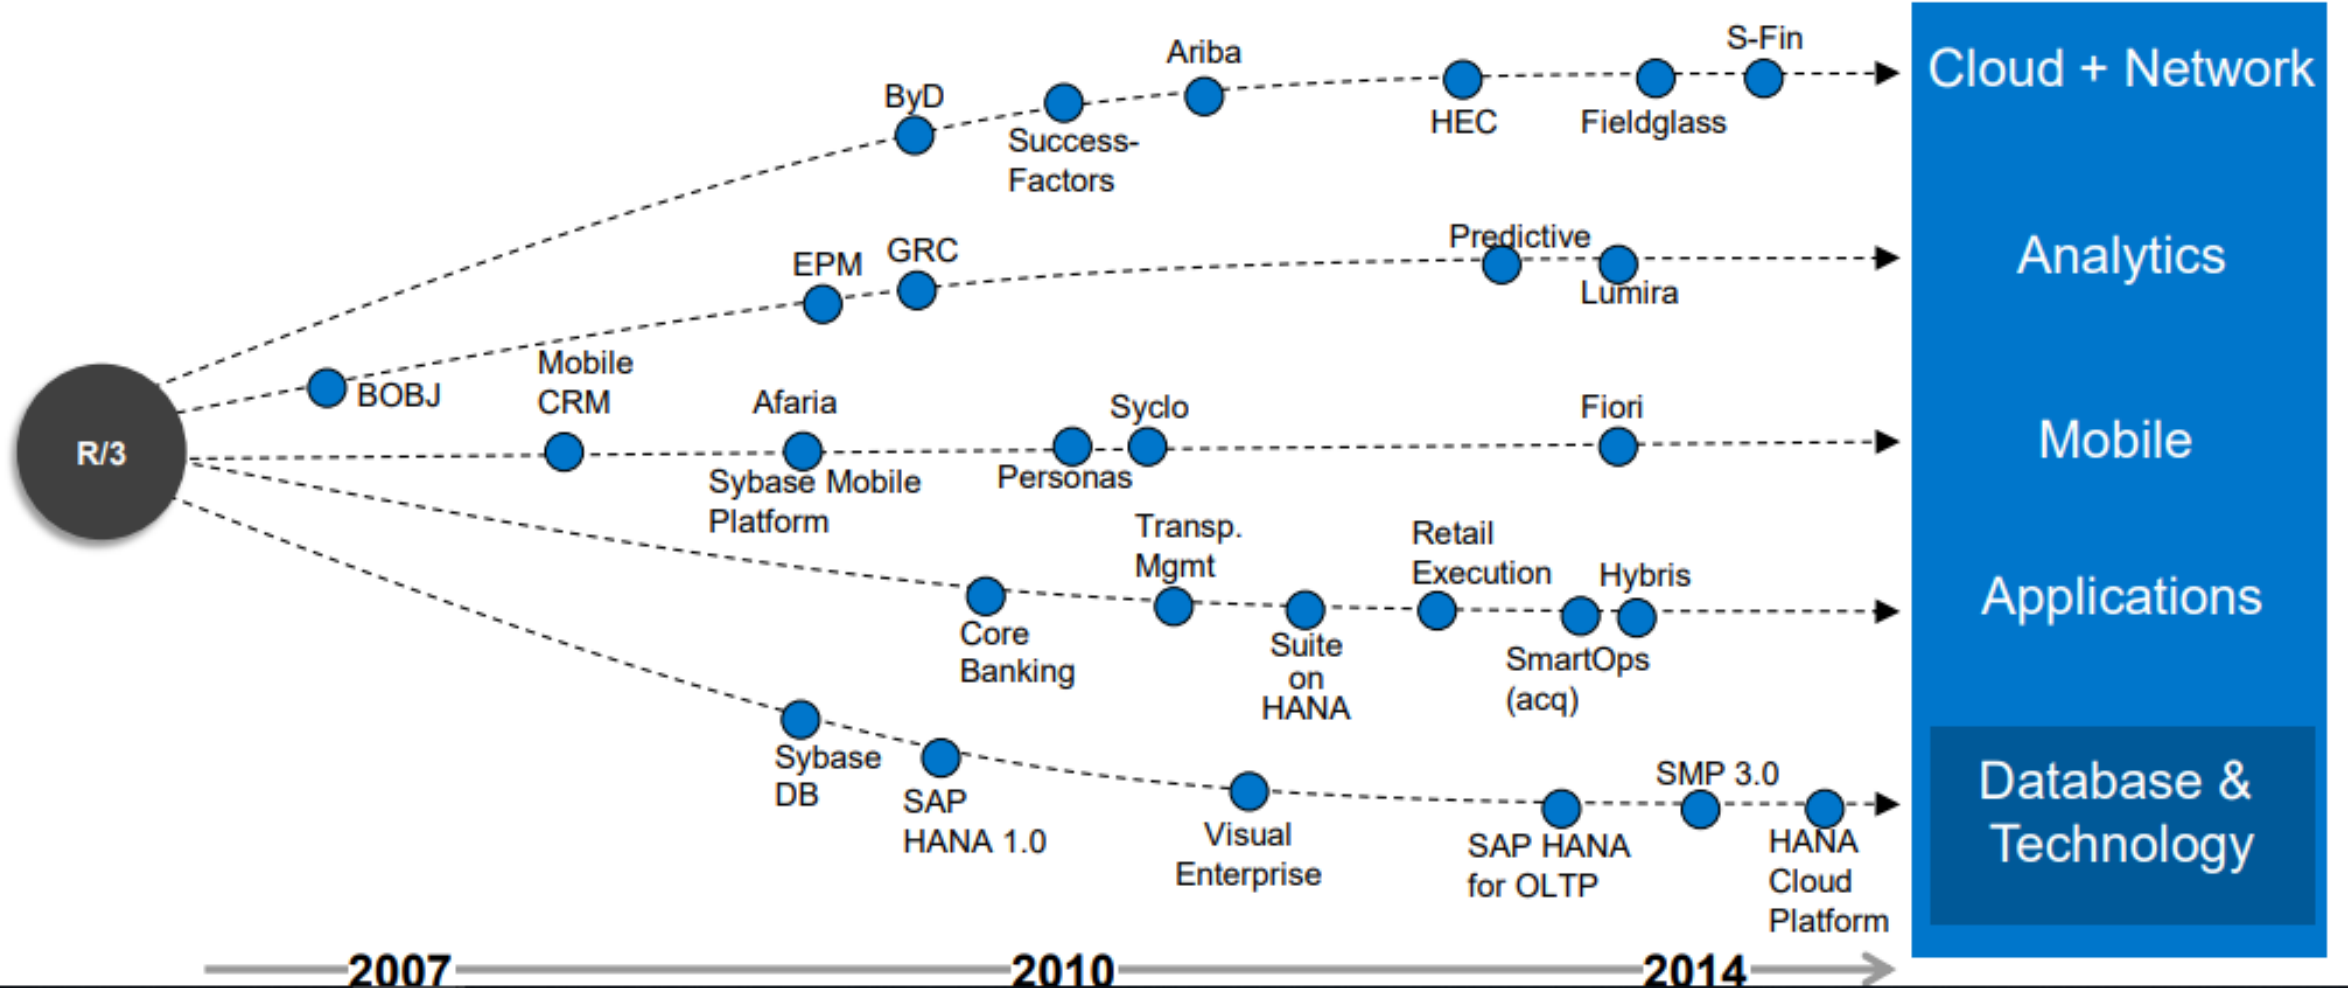 S-Fin
Ariba
Cloud + Network
ByD
HEC
Fieldglass
Success-
Factors
Predictive
GRC
EPM
Analytics
Lumira
Mobile
CRM
BOBJ
Afaria
Syclo
Fiori
Mobile
R/3
Sybase Mobile
Platform
Personas
Transp.
Mgmt
Retail
Execution
Hybris
Applications
Core
Banking
Suite
on
HANA
SmartOps
(acq)
Sybase
DB
SAP
HANA 1.0
SMP 3.0
Database &
Technology
Visual
Enterprise
SAP HANA
for OLTP
HANA
Cloud
Platform
2007
2010
2014